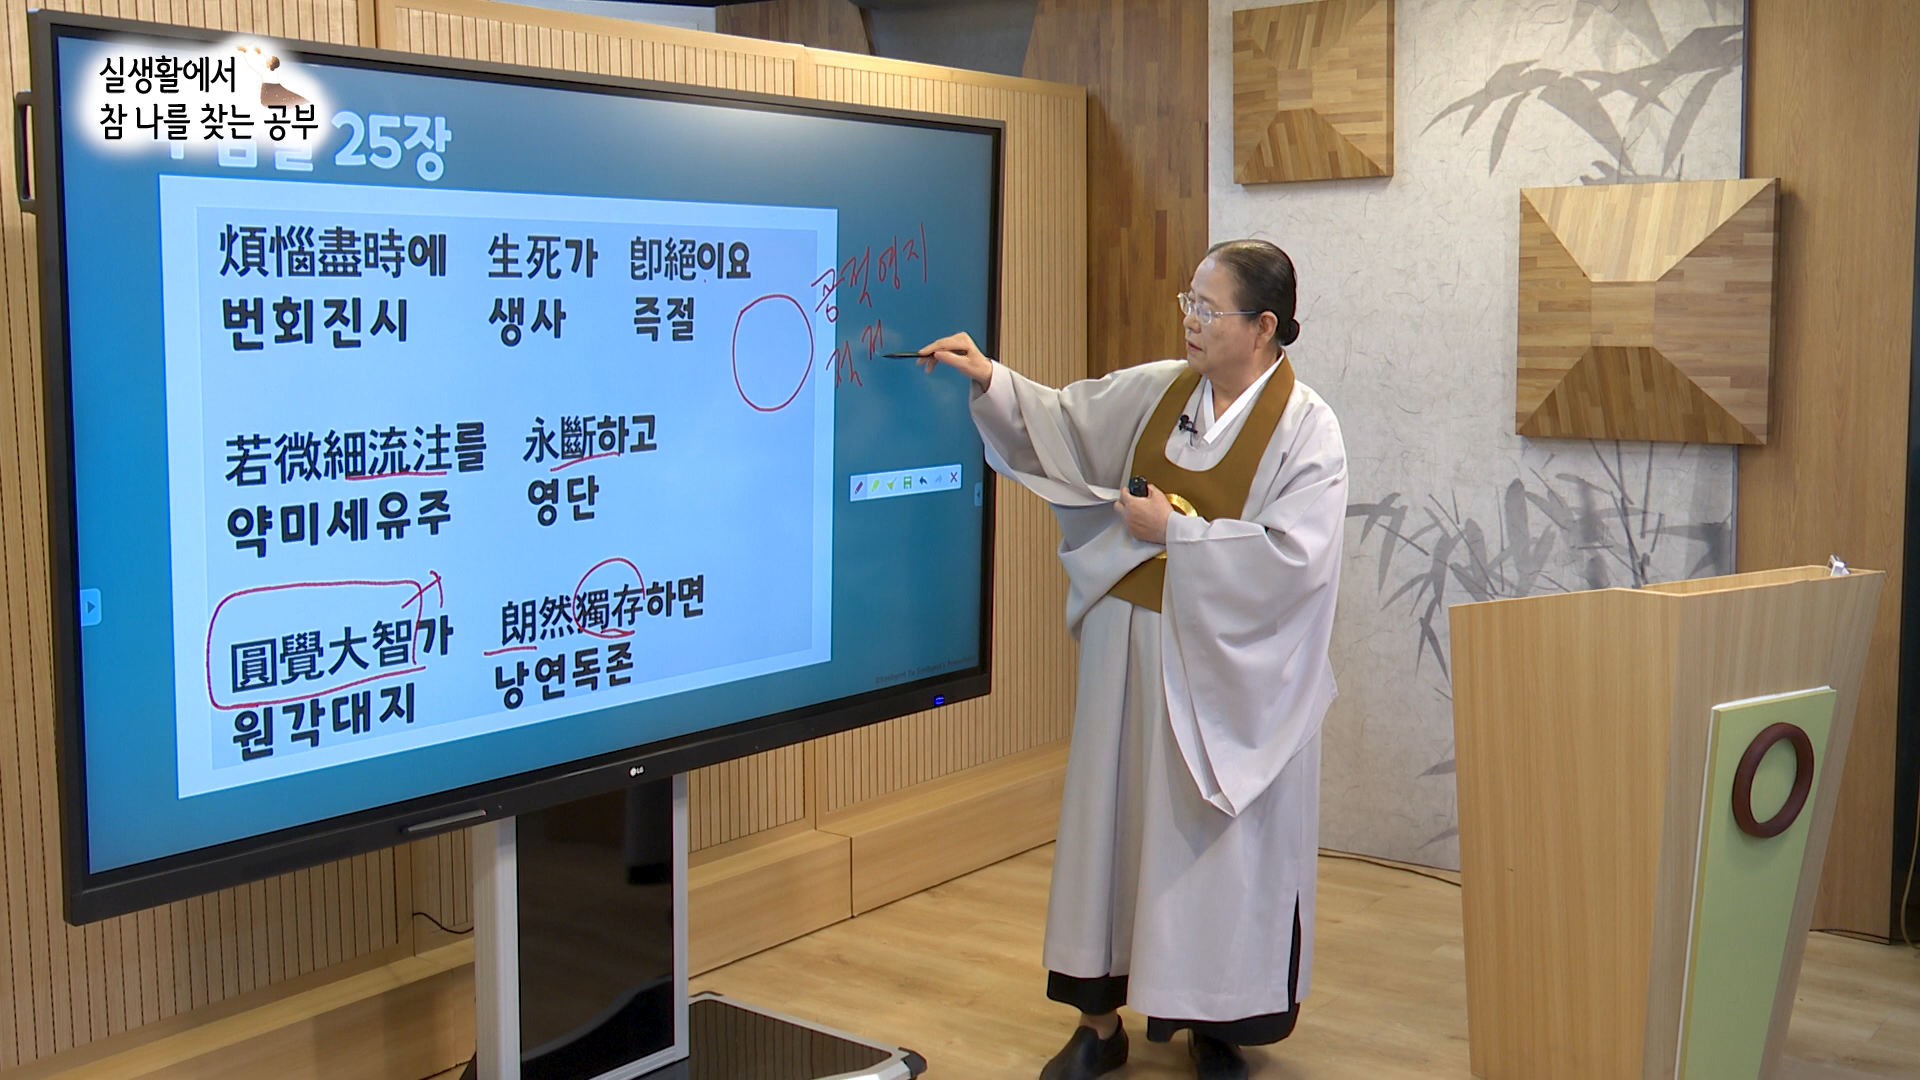 실생활에서
참 나를 찾는 공부
25장
煩惱盡時에 生死가 卽絕이요
번회진시 생사 즉절
若微細流注를 永斷하고
약미세유주 영단
圓覺大智가 朗然獨存하면
원각대지 낭연독존
공적영지
LG